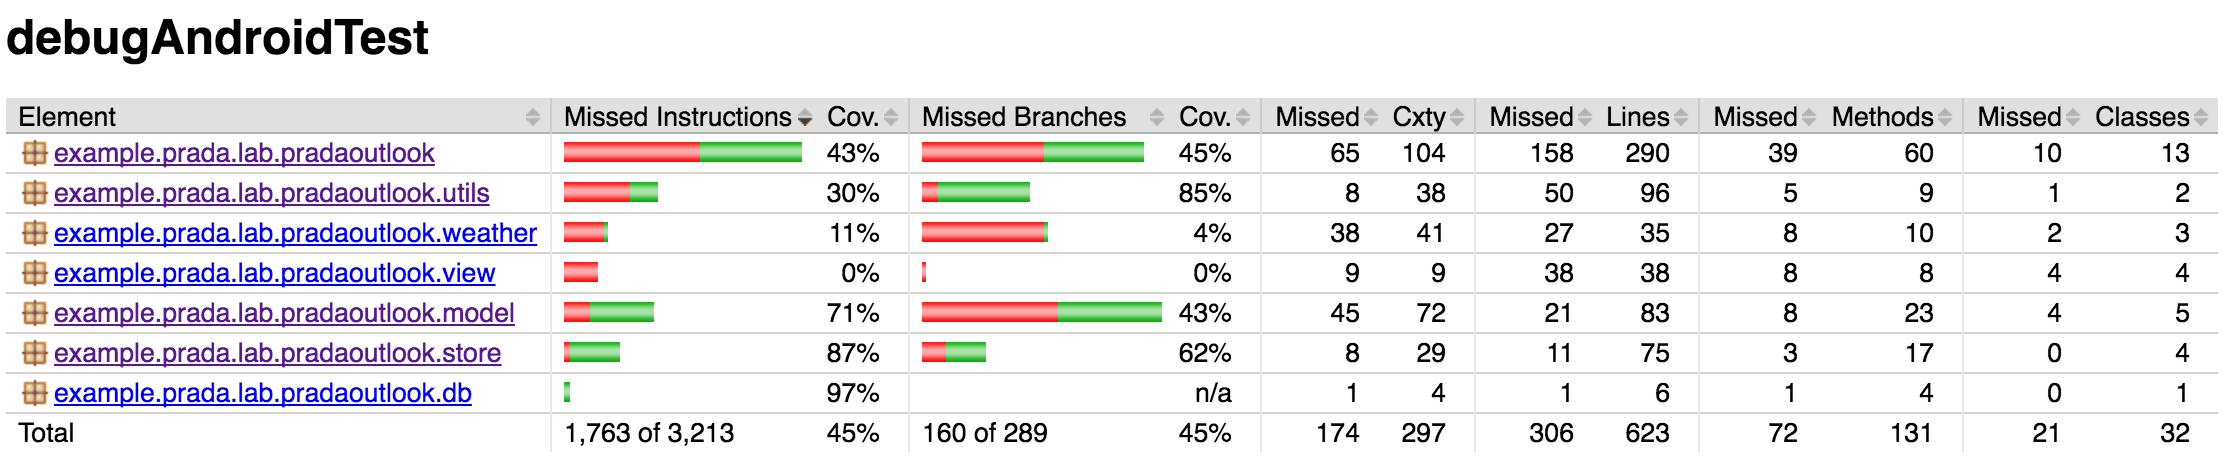 debugAndroidTest
Element Missed Instructions Cov. Missed Branches Cov. Missed Cxty Missed Lines Missed Methods Missed Classes
example.prada.lab.pradaoutlook 43% 45% 65 104 158 290 39 60 10 13
example.prada.lab.pradaoutlook.utils 30% 85% 8 38 50 96 5 9 1 2
example.prada.lab.pradaoutlook.weather 11% 4% 38 41 27 35 8 10 2 3
example.prada.lab.pradaoutlook.view 0% 0% 9 9 38 38 8 8 4 4
example.prada.lab.pradaoutlook.model 71% 43% 45 72 21 83 8 23 4 5
example.prada.lab.pradaoutlook.store 87% 62% 8 29 11 75 3 17 0 4
example.prada.lab.pradaoutlook.db 97% n/a 1 4 1 6 1 4 0 1
Total 1,763 of 3,213 45% 160 of 289 45% 174 297 306 623 72 131 21 32